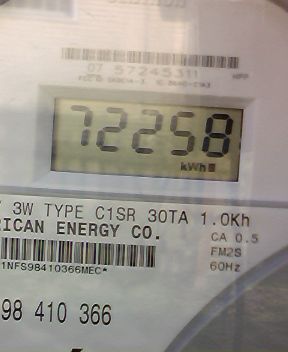 07 57245311
72258
kWh
3W TYPE C1SR 30TA 1.0Kh
RICAN ENERGY CO.
CA 0.5
FM2S
1NFS98410366MEC*
60Hz
98 410 366